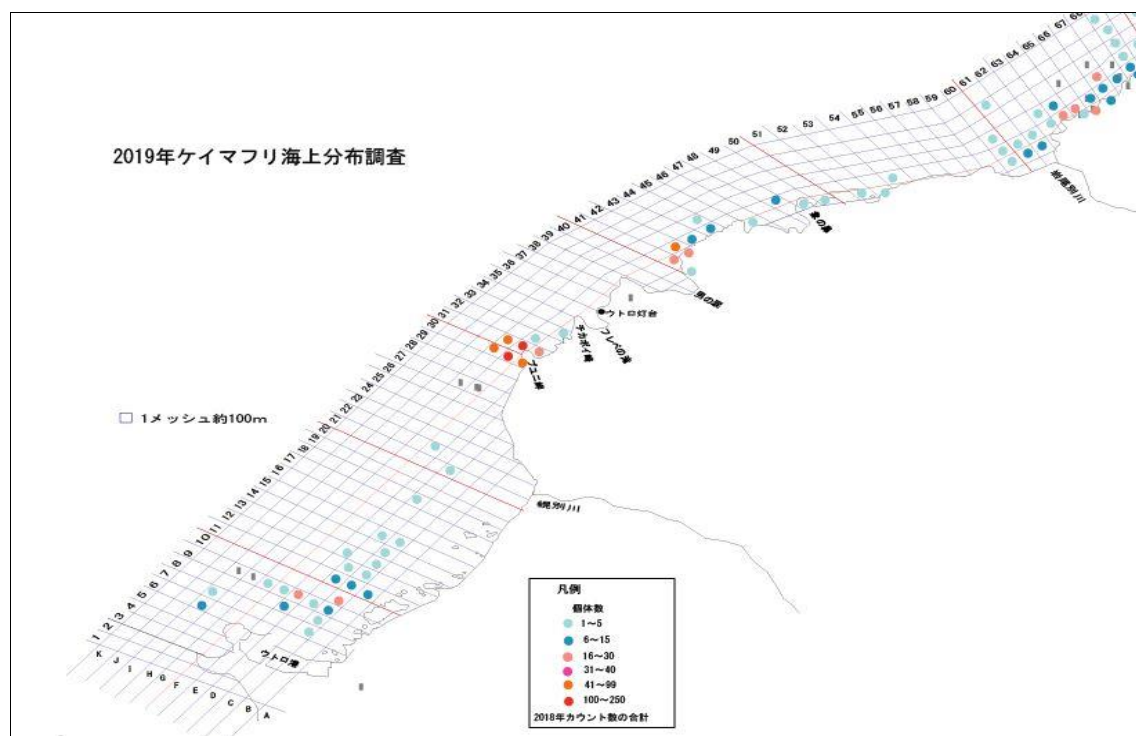 2019年ケイマフリ海上分布調査
1メッシュ約100m
1 2 3 4 5 6 7 8 9 10 11 12 13 14 15 16 17 18 19 20 21 22 23 24 25 26 27 28 29 30 31 32 33 34 35 36 37 38 39 40 41 42 43 44 45 46 47 48 49 50 51 52 53 54 55 56 57 58 59 60 61 62 63 64 65 66 67 68
K J I H G F E D C B A
岩尾別川
象の鼻
男の涙
ウトロ灯台
フレペの滝
チカポイ岬
プユニ岬
幌別川
ウトロ港
凡例
個体数
1～5
6～15
16～30
31～40
41～99
100～250
2018年カウント数の合計